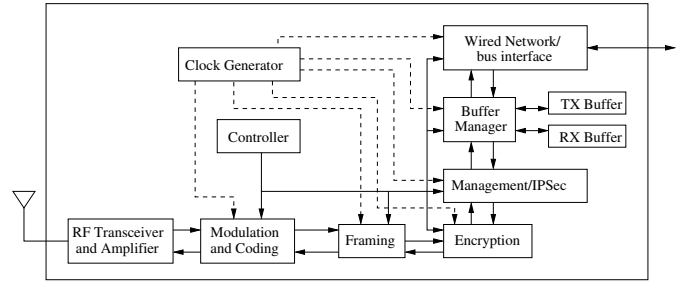 Wired Network/
bus interface
Clock Generator
TX Buffer
Buffer
Manager
RX Buffer
Controller
Management/IPSec
RF Transceiver
and Amplifier
Modulation
and Coding
Framing
Encryption